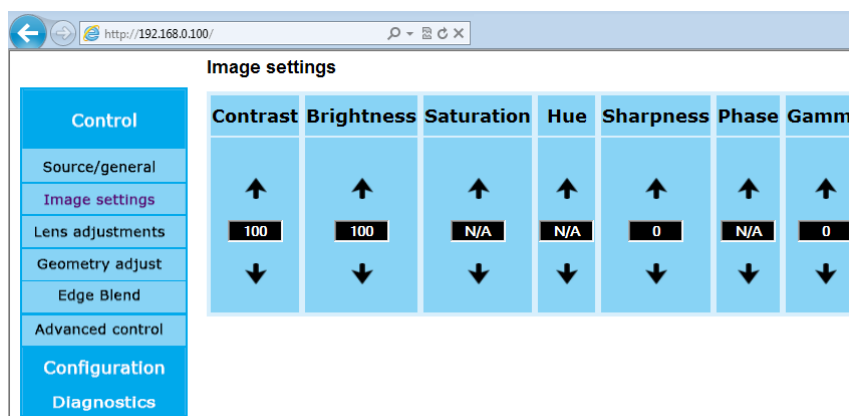 http://192.168.0.100/
Image settings
Control
Source/general
Image settings
Lens adjustments
Geometry adjust
Edge Blend
Advanced control
Configuration
Diagnostics
Contrast Brightness Saturation Hue Sharpness Phase Gamm
100 100 N/A N/A 0 N/A 0